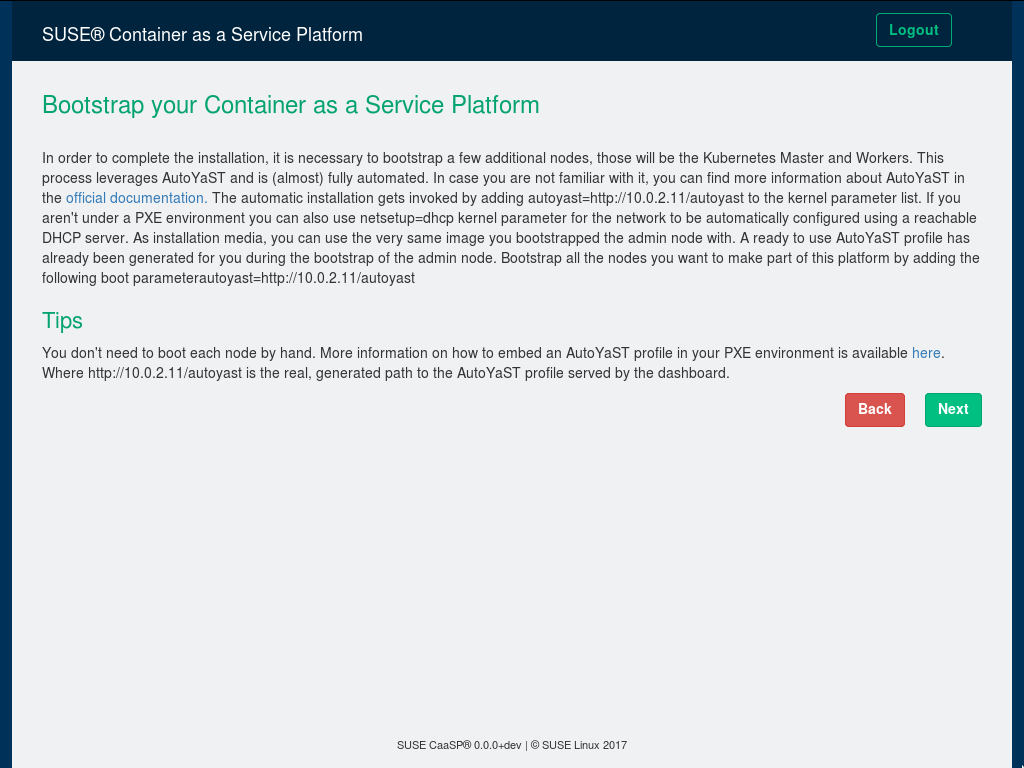 SUSE® Container as a Service Platform
Logout
Bootstrap your Container as a Service Platform
In order to complete the installation, it is necessary to bootstrap a few additional nodes, those will be the Kubernetes Master and Workers. This
process leverages AutoYaST and is (almost) fully automated. In case you are not familiar with it, you can find more information about AutoYaST in
the official documentation. The automatic installation gets invoked by adding autoyast=http://10.0.2.11/autoyast to the kernel parameter list. If you
aren't under a PXE environment you can also use netsetup=dhcp kernel parameter for the network to be automatically configured using a reachable
DHCP server. As installation media, you can use the very same image you bootstrapped the admin node with. A ready to use AutoYaST profile has
already been generated for you during the bootstrap of the admin node. Bootstrap all the nodes you want to make part of this platform by adding the
following boot parameterautoyast=http://10.0.2.11/autoyast
Tips
You don't need to boot each node by hand. More information on how to embed an AutoYaST profile in your PXE environment is available here.
Where http://10.0.2.11/autoyast is the real, generated path to the AutoYaST profile served by the dashboard.
Back
Next
SUSE CaaSP® 0.0.0+dev | © SUSE Linux 2017